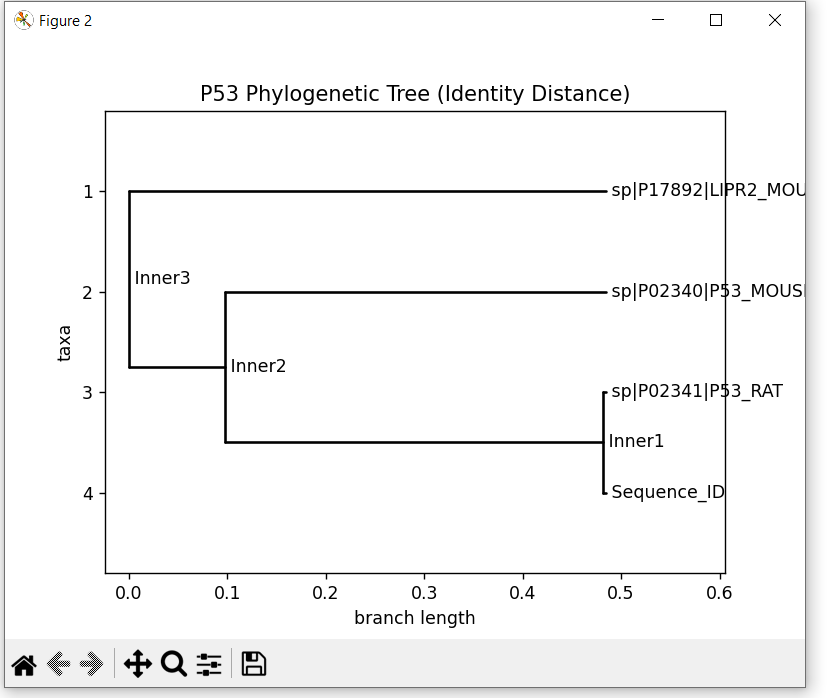 Figure 2
P53 Phylogenetic Tree (Identity Distance)
1
sp|P17892|LIPR2_MOU
Inner3
2
sp|P02340|P53_MOUS
taxa
Inner2
3
sp|P02341|P53_RAT
Inner1
4
Sequence_ID
0.0 0.1 0.2 0.3 0.4 0.5 0.6
branch length